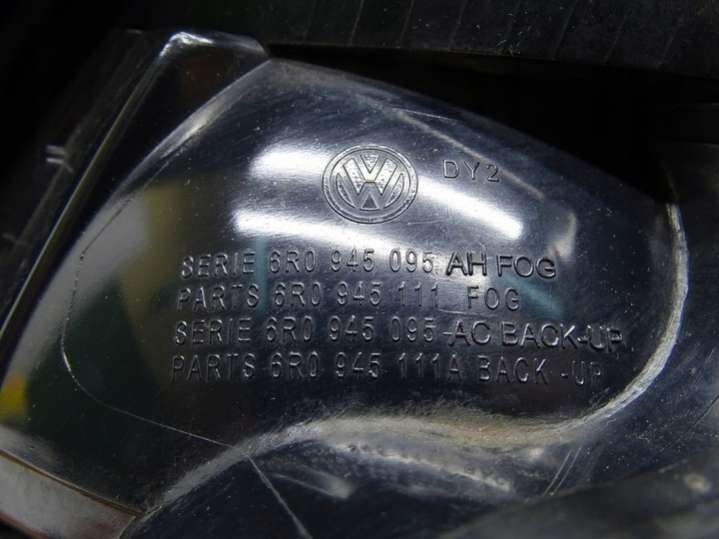 DY2
SERIE 6R0 945 095 AH FOG
PARTS 6R0 945 111 FOG
SERIE 6R0 945 095 AC BACK-UP
PARTS 6R0 945 111A BACK-UP